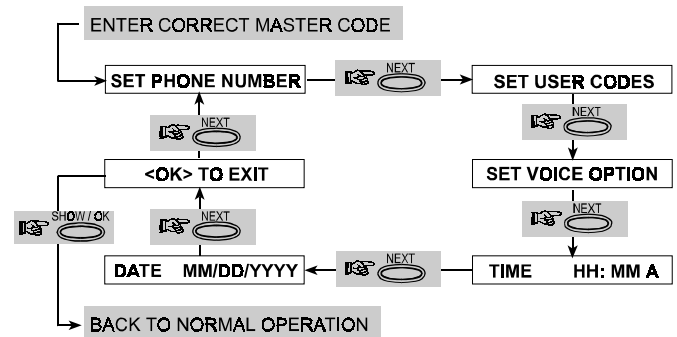 ENTER CORRECT MASTER CODE
SET PHONE NUMBER
NEXT
SET USER CODES
NEXT
NEXT
<OK> TO EXIT
SET VOICE OPTION
SHOW / OK
NEXT
NEXT
DATE MM/DD/YYYY
NEXT
TIME HH: MM A
BACK TO NORMAL OPERATION